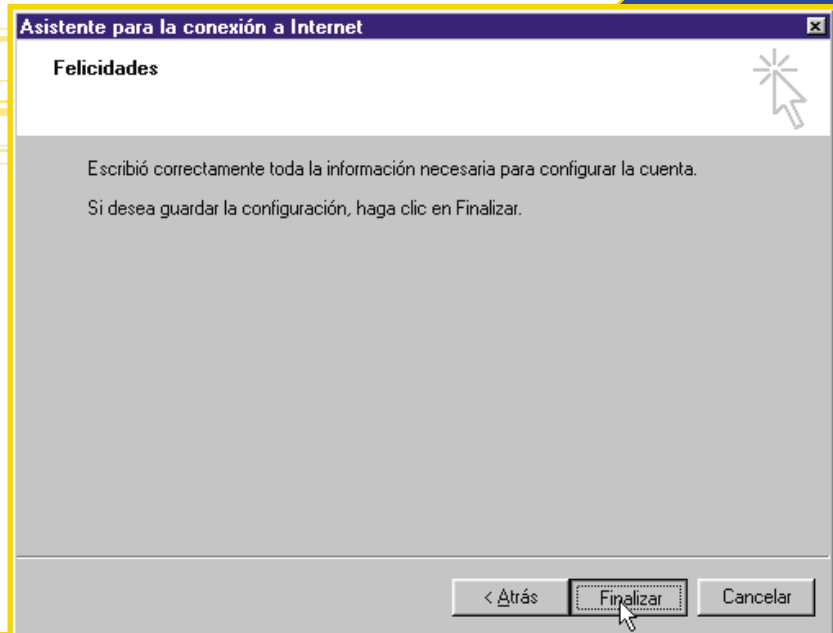 Asistente para la conexión a Internet
Felicidades
Escribió correctamente toda la información necesaria para configurar la cuenta.
Si desea guardar la configuración, haga clic en Finalizar.
< Atrás Finalizar Cancelar